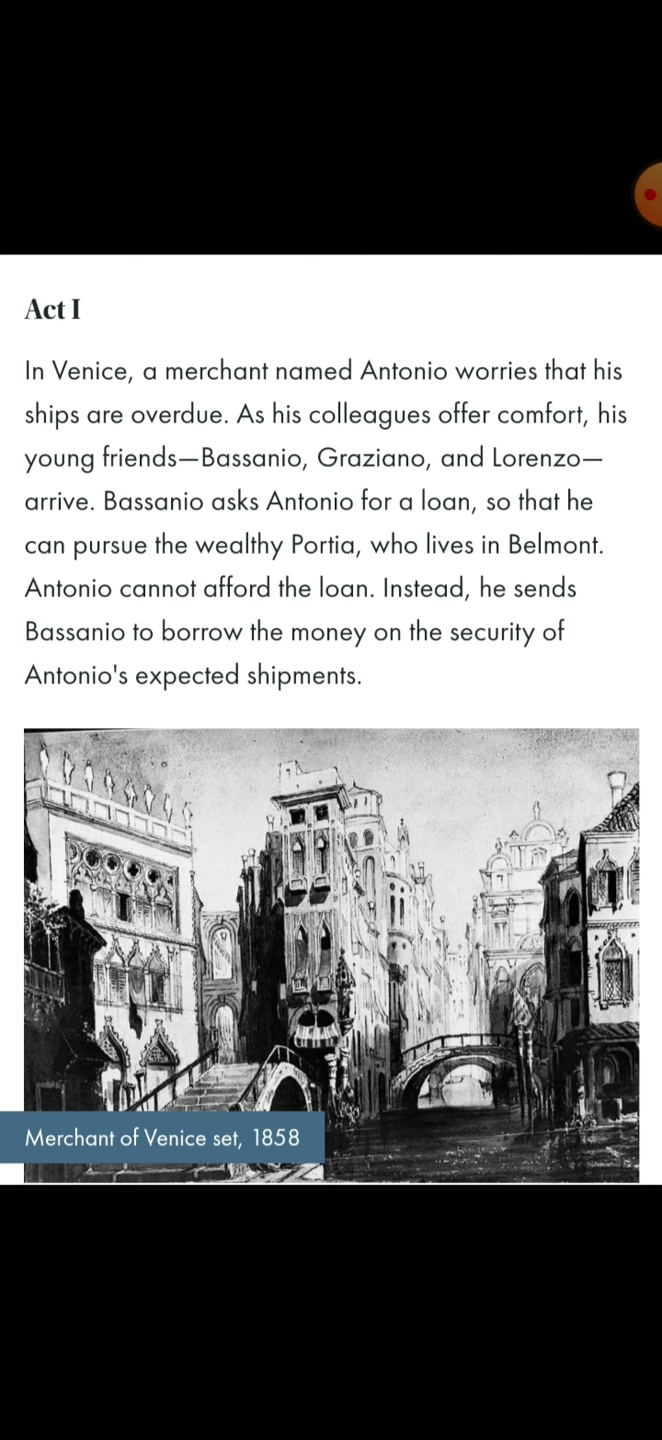 Act I
In Venice, a merchant named Antonio worries that his
ships are overdue. As his colleagues offer comfort, his
young friends—Bassanio, Graziano, and Lorenzo—
arrive. Bassanio asks Antonio for a loan, so that he
can pursue the wealthy Portia, who lives in Belmont.
Antonio cannot afford the loan. Instead, he sends
Bassanio to borrow the money on the security of
Antonio's expected shipments.
Merchant of Venice set, 1858